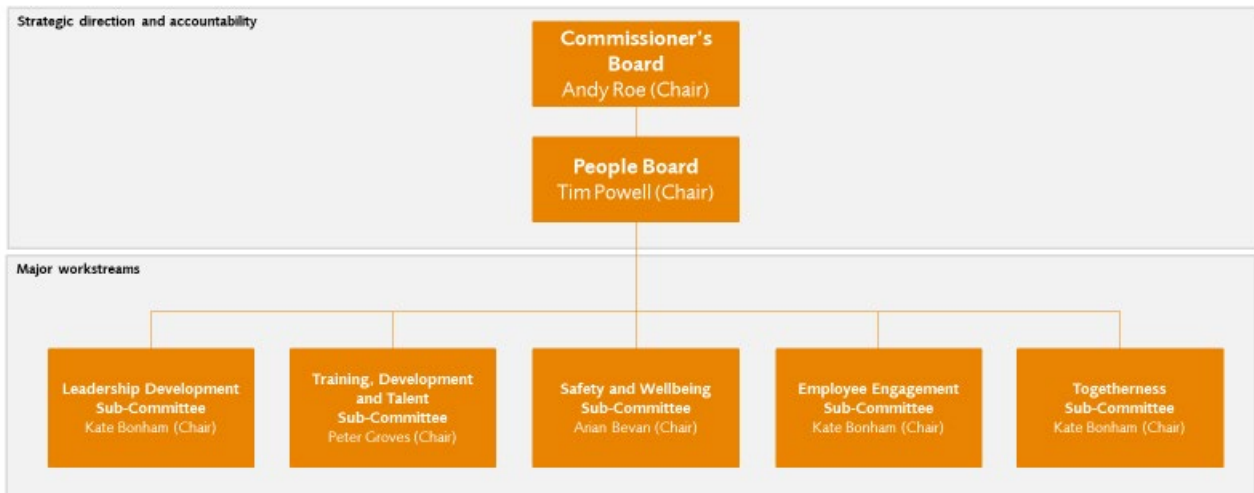 Strategic direction and accountability
Commissioner's
Board
Andy Roe (Chair)
People Board
Tim Powell (Chair)
Major workstreams
Leadership Development
Sub-Committee
Kate Bonham (Chair)
Training, Development
and Talent
Sub-Committee
Peter Groves (Chair)
Safety and Wellbeing
Sub-Committee
Arian Bevan (Chair)
Employee Engagement
Sub-Committee
Kate Bonham (Chair)
Togetherness
Sub-Committee
Kate Bonham (Chair)